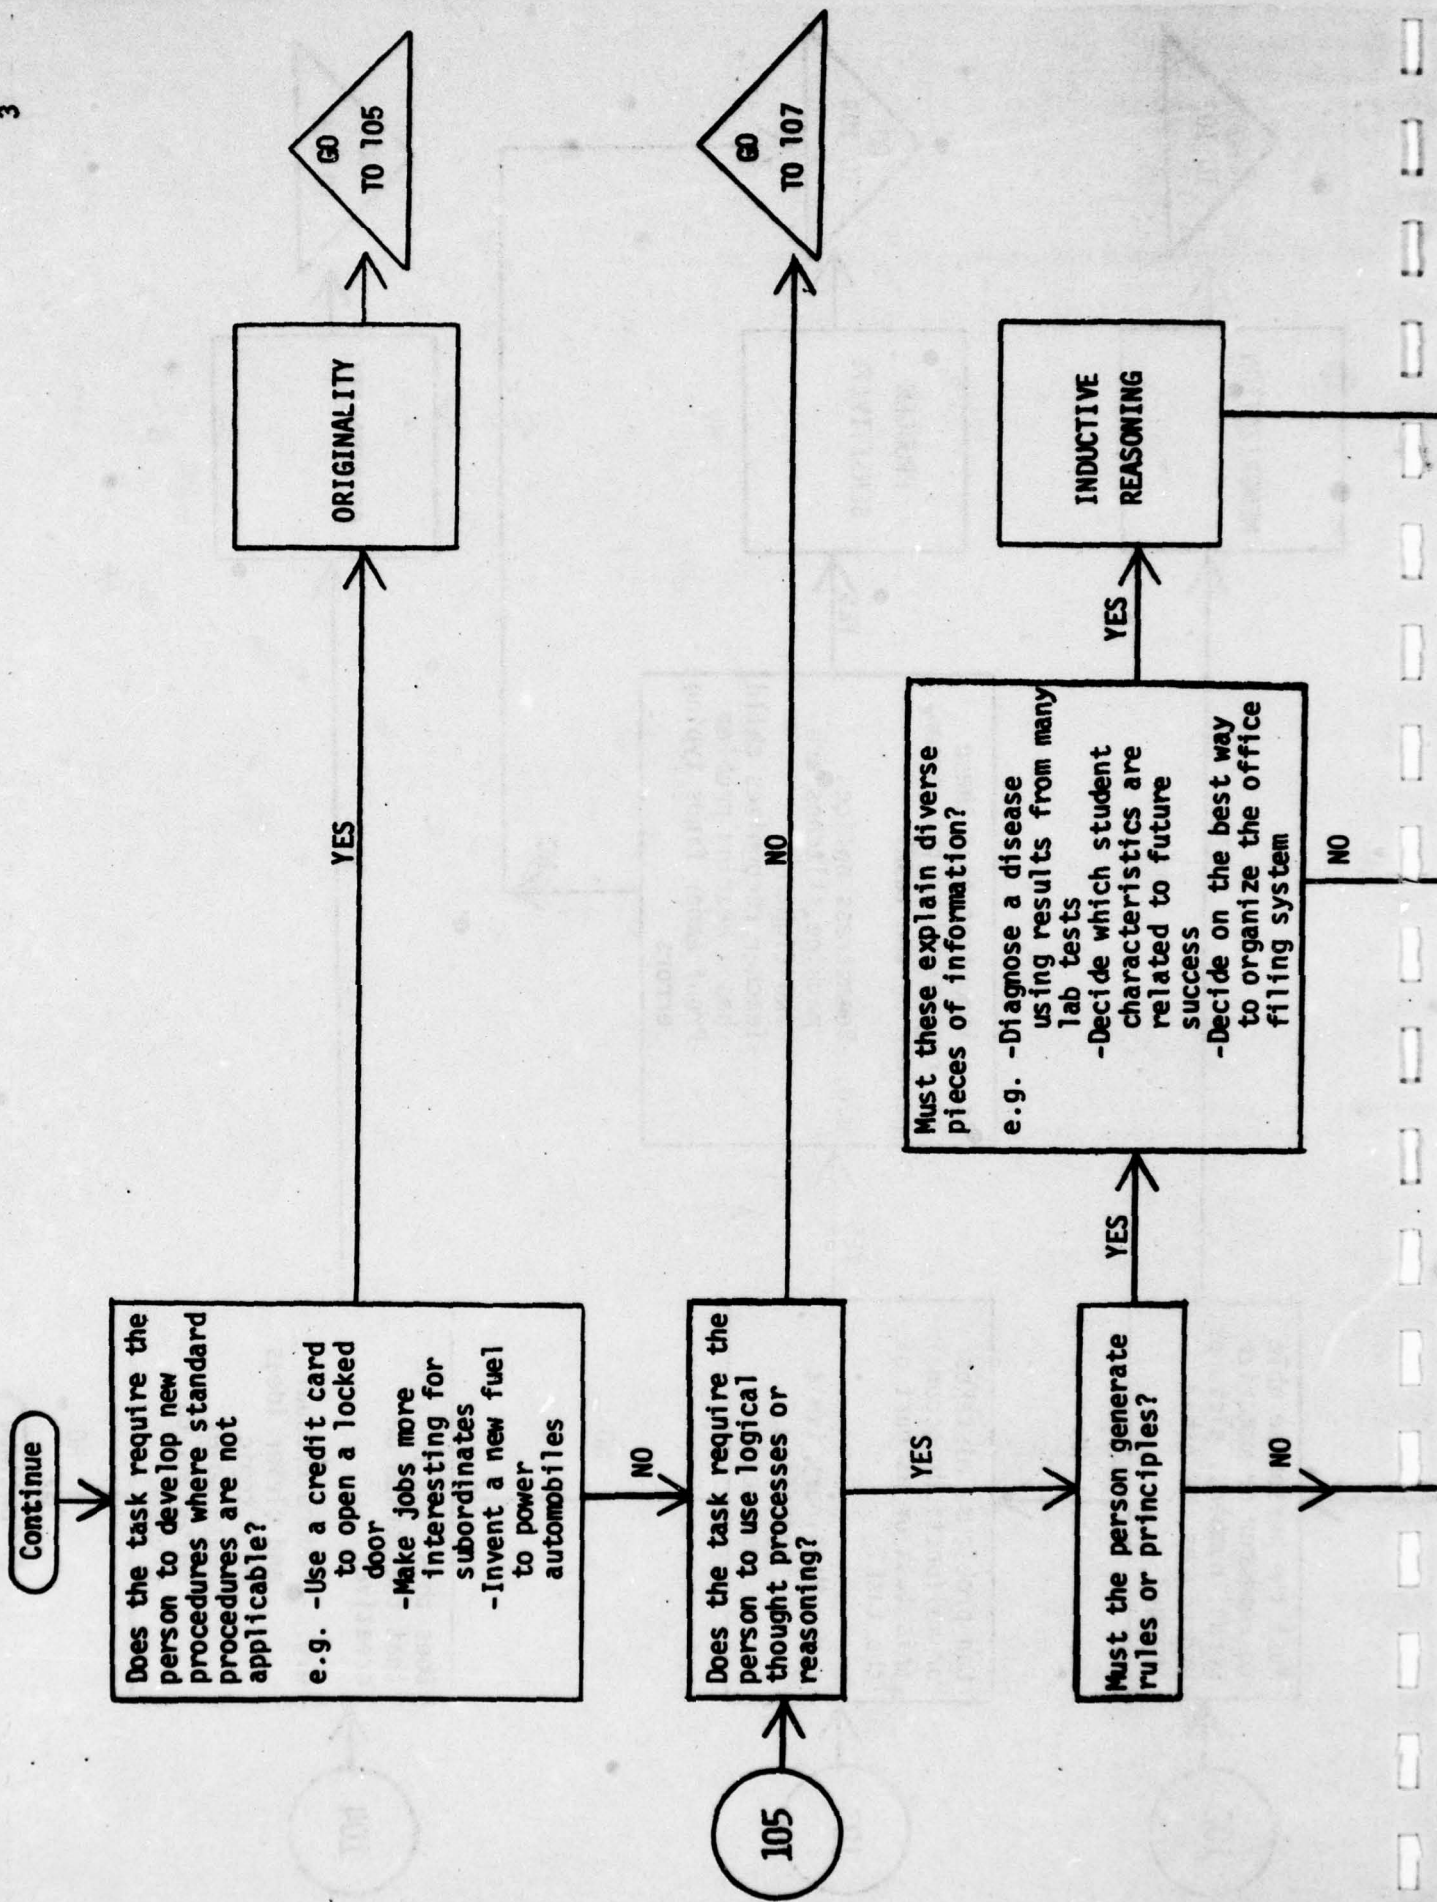 3
Continue
Does the task require the
person to develop new
procedures where standard
procedures are not
applicable?
e.g. -Use a credit card
to open a locked
door
-Make jobs more
interesting for
subordinates
-Invent a new fuel
to power
automobiles
YES
ORIGINALITY
GO
TO 105
NO
105
Does the task require the
person to use logical
thought processes or
reasoning?
NO
GO
TO 107
YES
Must the person generate
rules or principles?
YES
Must these explain diverse
pieces of information?
e.g. -Diagnose a disease
using results from many
lab tests
-Decide which student
characteristics are
related to future
success
-Decide on the best way
to organize the office
filing system
YES
INDUCTIVE
REASONING
NO
NO